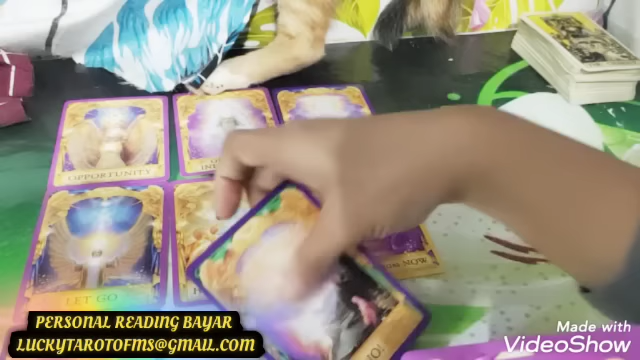 OPPORTUNITY
LET GO
NOW
PERSONAL READING BAYAR
LUCKYTAROTOFMS@GMAIL.COM
Made with
VideoShow